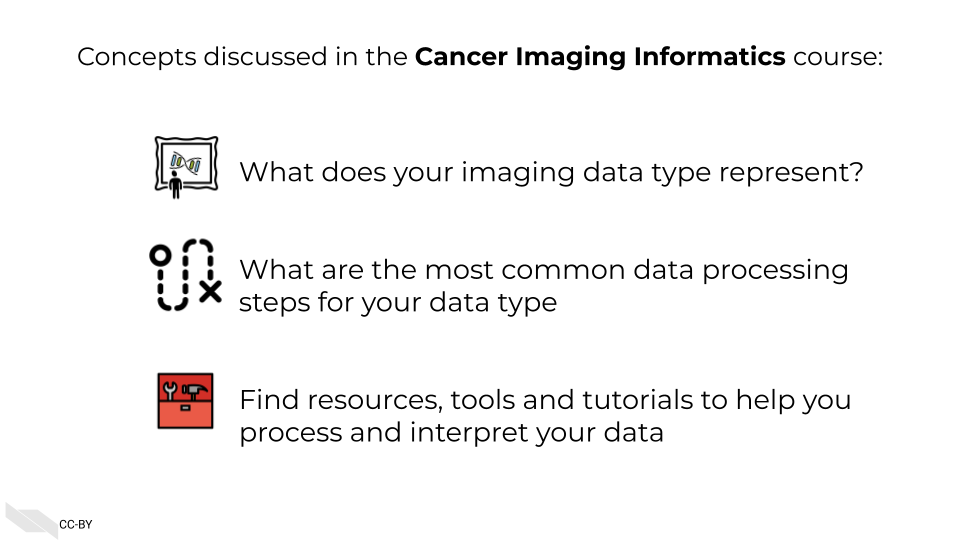 Concepts discussed in the Cancer Imaging Informatics course:
What does your imaging data type represent?
What are the most common data processing
steps for your data type
Find resources, tools and tutorials to help you
process and interpret your data
CC-BY